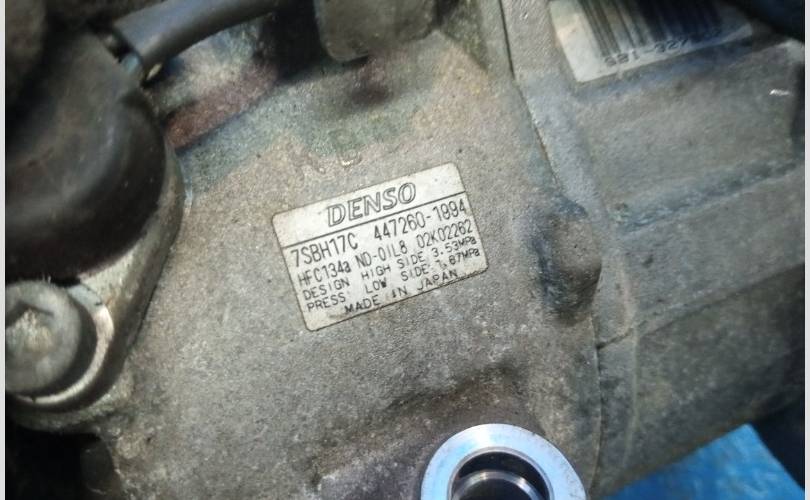 DENSO
7SBH17C 447260-1994
HFC134a ND-OIL8 02K02262
DESIGN HIGH SIDE 3.53MPa
PRESS LOW SIDE 1.87MPa
MADE IN JAPAN